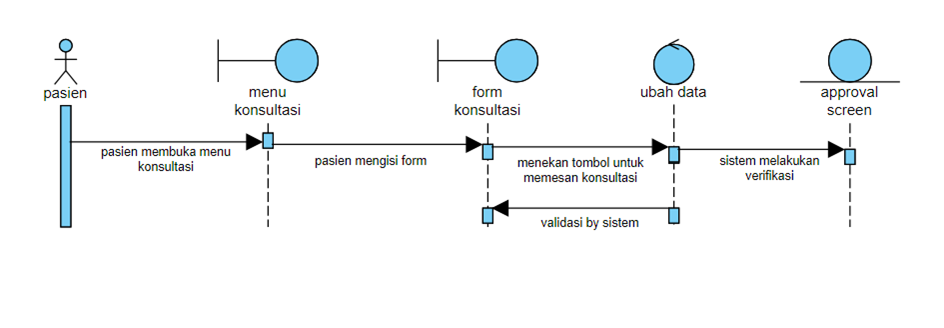 pasien
menu
konsultasi
form
konsultasi
ubah data
approval
screen
pasien membuka menu
konsultasi
pasien mengisi form
menekan tombol untuk
memesan konsultasi
sistem melakukan
verifikasi
validasi by sistem